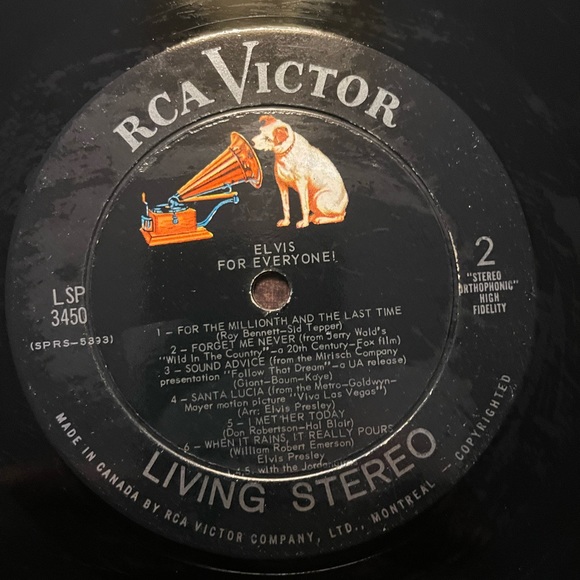 RCA VICTOR
ELVIS
FOR EVERYONE!
LSP
3450
(SPRS-5393)
2
"STEREO
ORTHOPHONIC"
HIGH
FIDELITY
1 – FOR THE MILLIONTH AND THE LAST TIME
(Roy Bennett–Sid Tepper)
2 – FORGET ME NEVER (from Jerry Wald's
"Wild In The Country"–a 20th Century–Fox film)
3 – SOUND ADVICE (from the Mirisch Company
presentation "Follow That Dream"–a UA release)
(Giant–Baum–Kaye)
4 – SANTA LUCIA (from the Metro–Goldwyn–
Mayer motion picture "Viva Las Vegas")
(Arr: Elvis Presley)
5 – I MET HER TODAY
(Don Robertson–Hal Blair)
6 – WHEN IT RAINS, IT REALLY POURS
(William Robert Emerson)
Elvis Presley
with the
LIVING STEREO
MADE IN CANADA BY RCA VICTOR COMPANY, LTD., MONTREAL – COPYRIGHTED